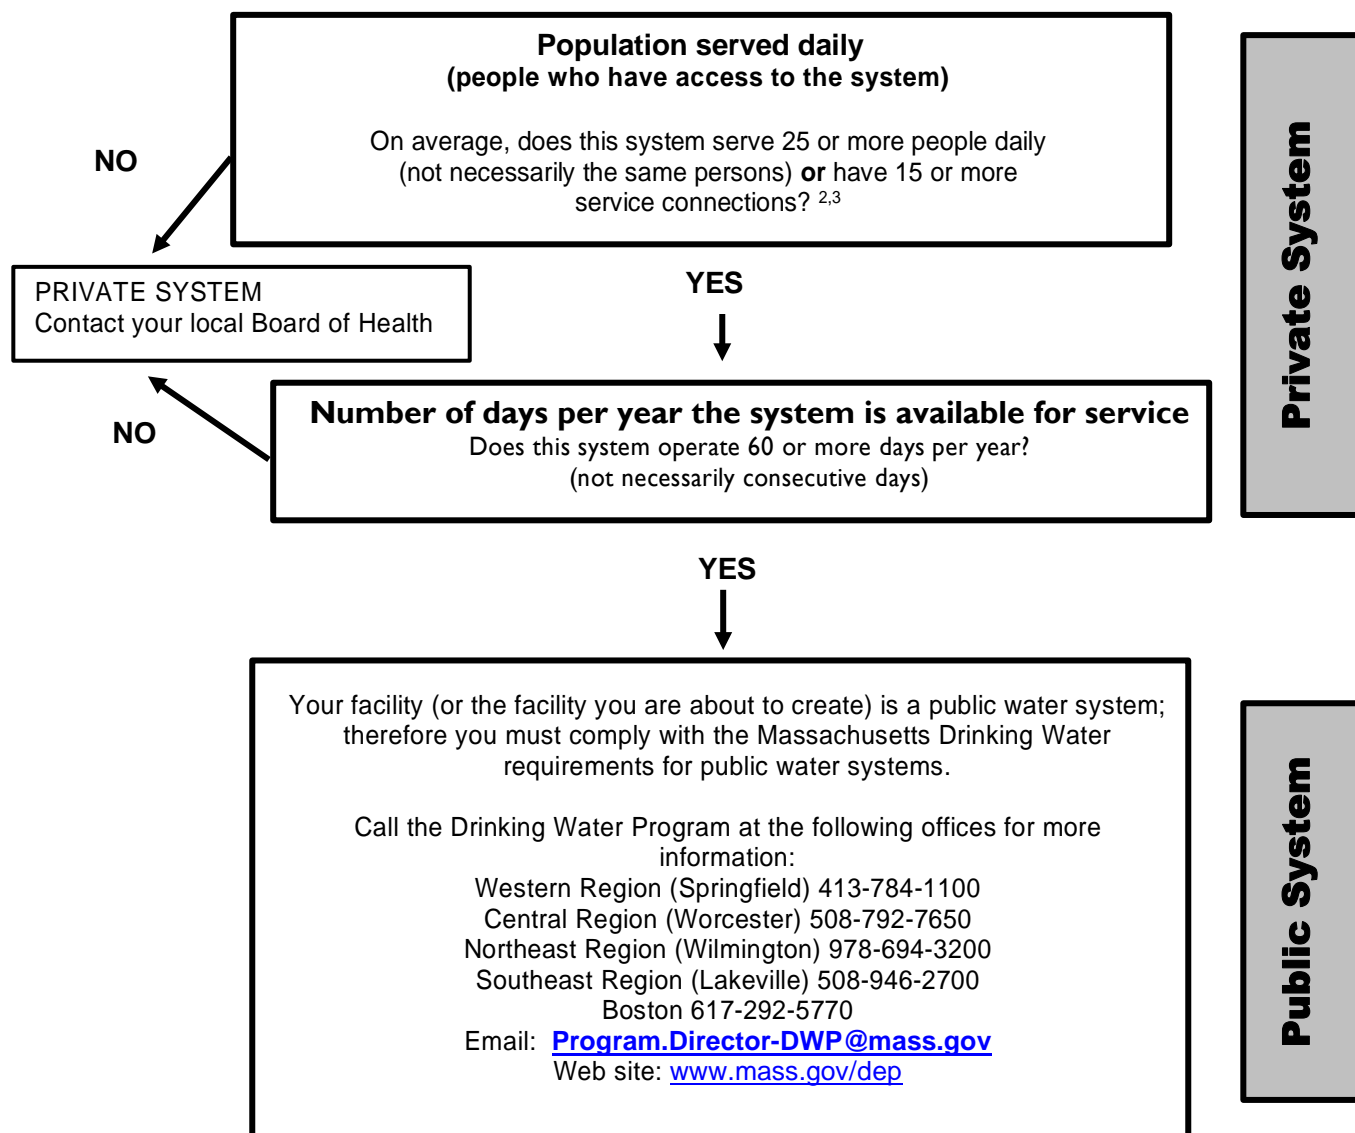 Population served daily
(people who have access to the system)
On average, does this system serve 25 or more people daily
(not necessarily the same persons) or have 15 or more
service connections? 2,3
NO
PRIVATE SYSTEM
Contact your local Board of Health
YES
Number of days per year the system is available for service
Does this system operate 60 or more days per year?
(not necessarily consecutive days)
NO
Private System
YES
Your facility (or the facility you are about to create) is a public water system;
therefore you must comply with the Massachusetts Drinking Water
requirements for public water systems.
Call the Drinking Water Program at the following offices for more
information:
Western Region (Springfield) 413-784-1100
Central Region (Worcester) 508-792-7650
Northeast Region (Wilmington) 978-694-3200
Southeast Region (Lakeville) 508-946-2700
Boston 617-292-5770
Email: Program.Director-DWP@mass.gov
Web site: www.mass.gov/dep
Public System